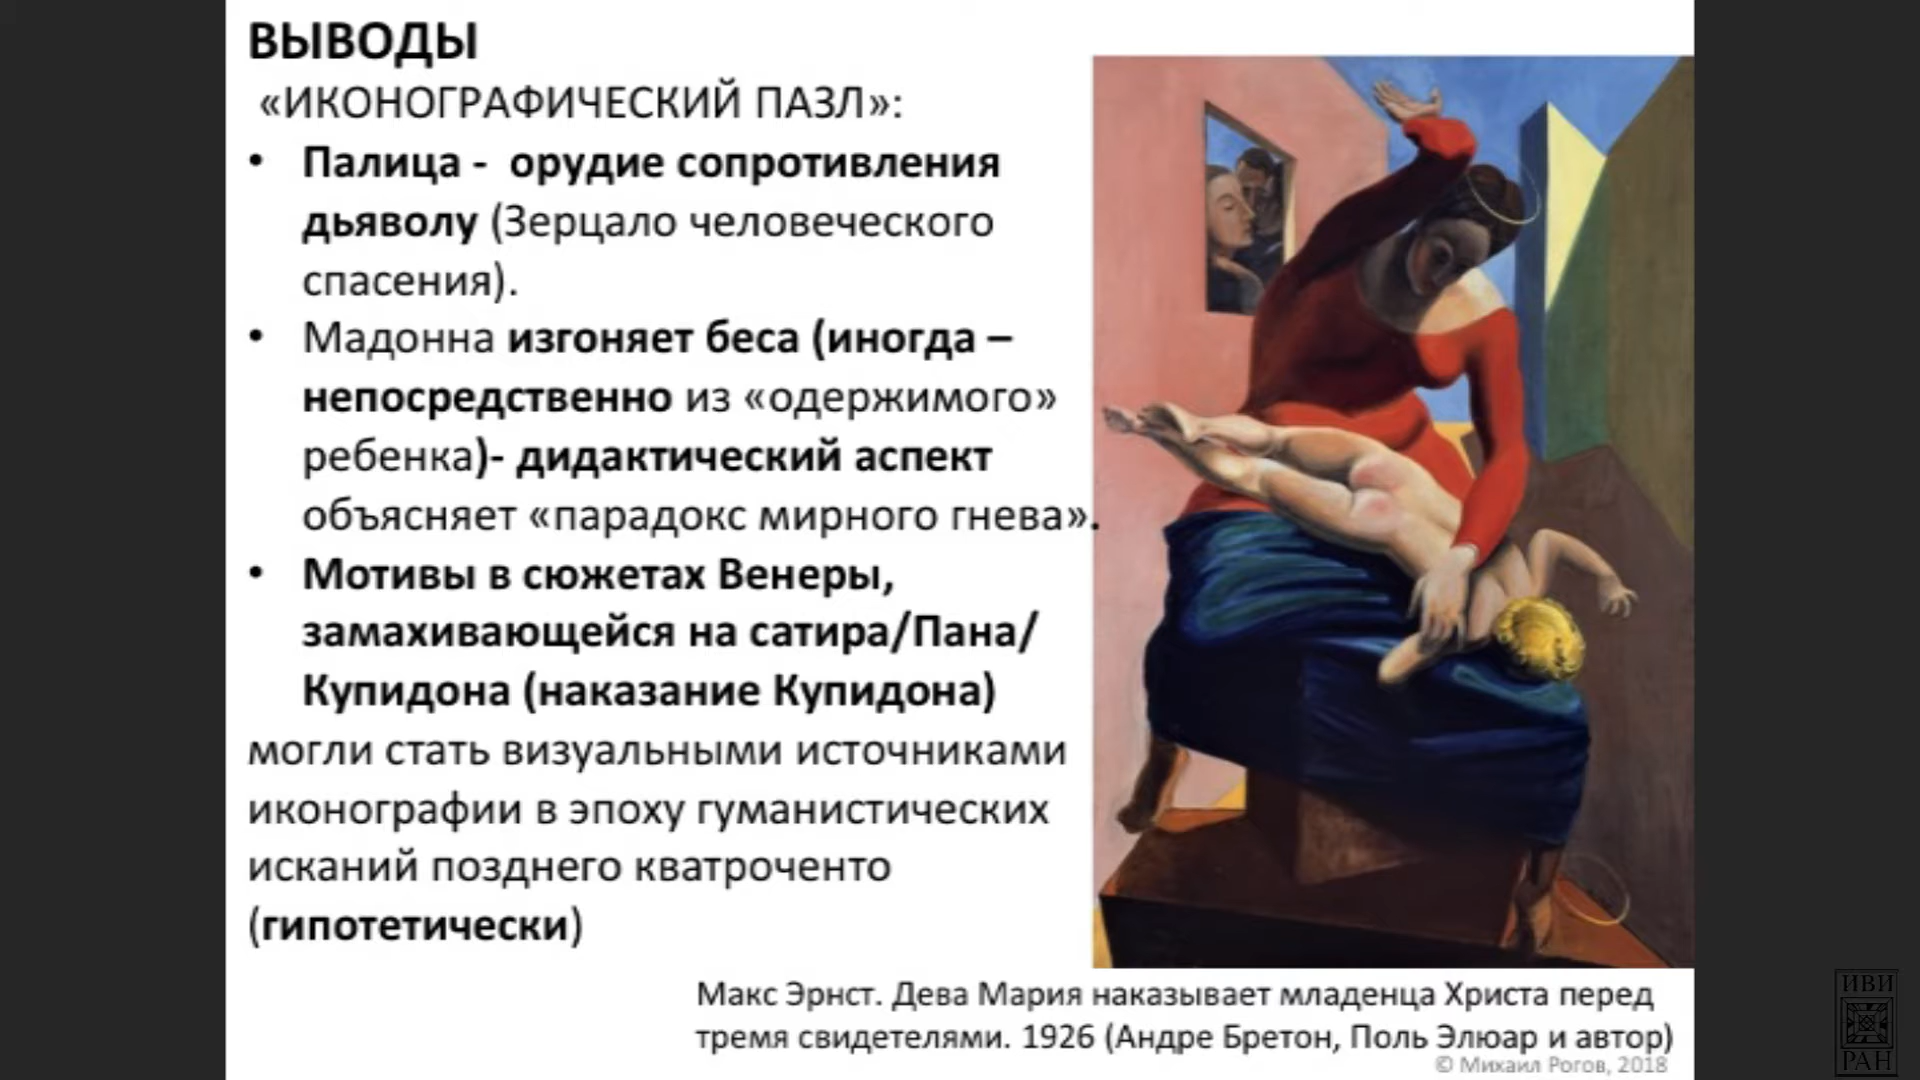 ВЫВОДЫ
«ИКОНОГРАФИЧЕСКИЙ ПАЗЛ»:
• Палица - орудие сопротивления
дьяволу (Зерцало человеческого
спасения).
• Мадонна изгоняет беса (иногда –
непосредственно из «одержимого»
ребенка)- дидактический аспект
объясняет «парадокс мирного гнева».
• Мотивы в сюжетах Венеры,
замахивающейся на сатира/Пана/
Купидона (наказание Купидона)
могли стать визуальными источниками
иконографии в эпоху гуманистических
исканий позднего кватроченто
(гипотетически)
Макс Эрнст. Дева Мария наказывает младенца Христа перед
тремя свидетелями. 1926 (Андре Бретон, Поль Элюар и автор)
© Михаил Рогов, 2018
ИВИ
РАН